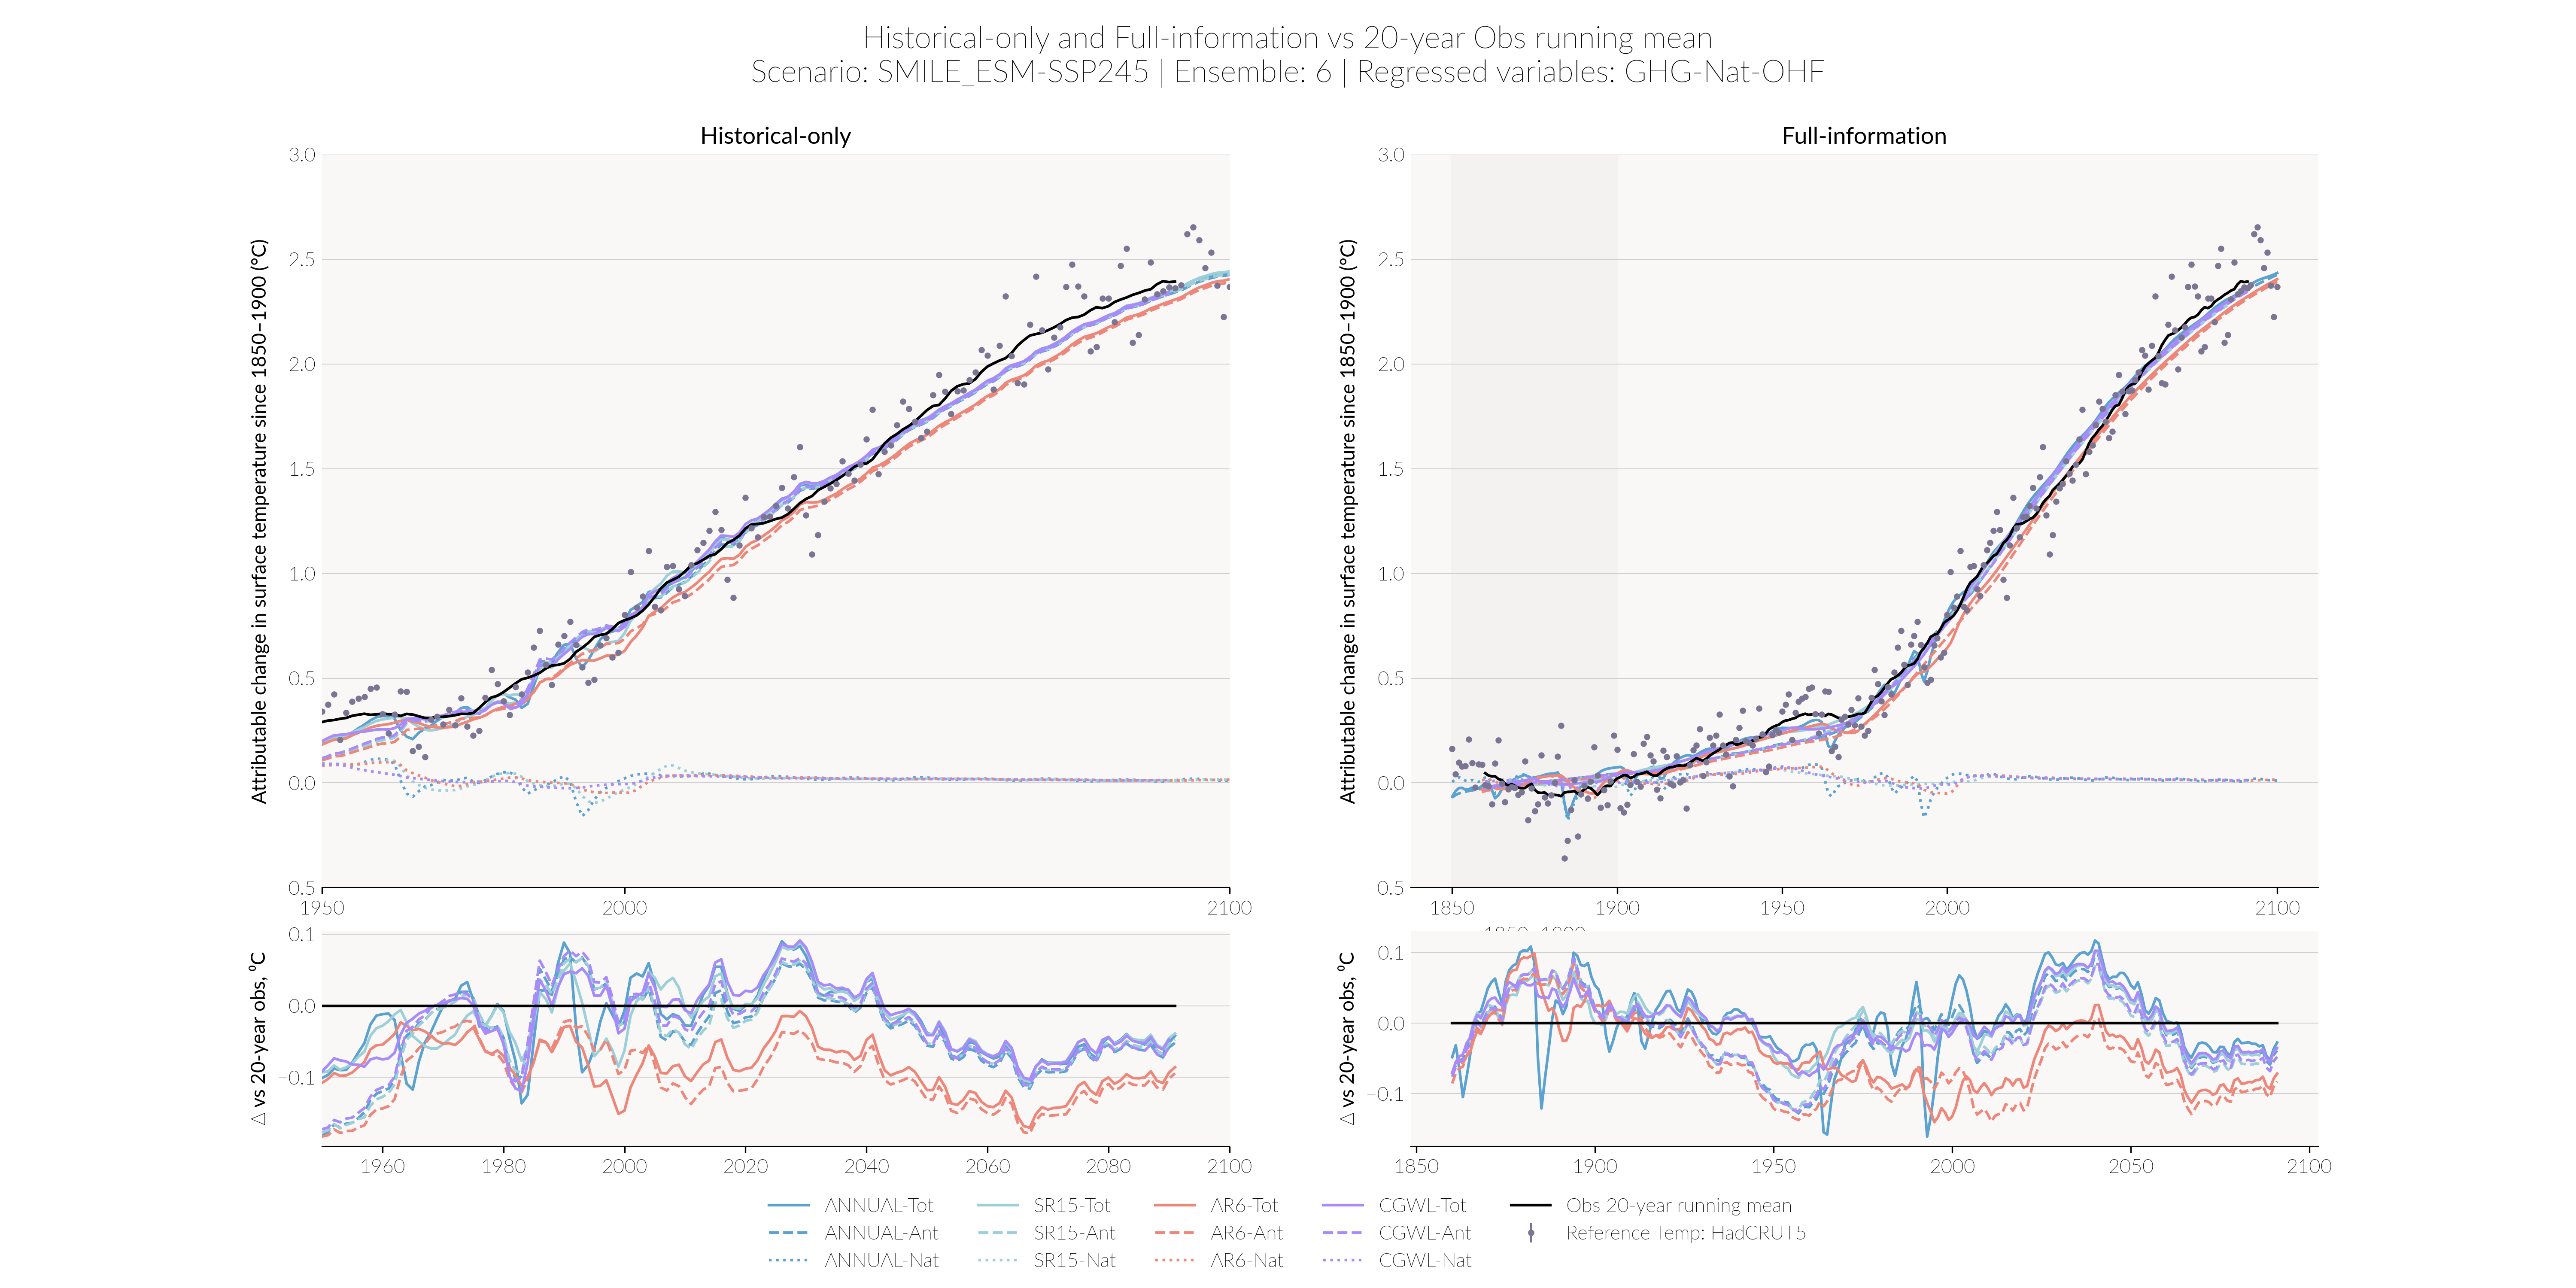 Historical-only and Full-information vs 20-year Obs running mean
Scenario: SMILE_ESM-SSP245 | Ensemble: 6 | Regressed variables: GHG-Nat-OHF
Historical-only
Attributable change in surface temperature since 1850–1900 (°C)
3.0
2.5
2.0
1.5
1.0
0.5
0.0
−0.5
1950
2000
2100
△ vs 20-year obs, ⁰C
0.1
0.0
−0.1
1960
1980
2000
2020
2040
2060
2080
2100
Full-information
Attributable change in surface temperature since 1850–1900 (°C)
3.0
2.5
2.0
1.5
1.0
0.5
0.0
−0.5
1850
1900
1950
2000
2100
△ vs 20-year obs, ⁰C
0.1
0.0
−0.1
1850
1900
1950
2000
2050
2100
ANNUAL-Tot
ANNUAL-Ant
ANNUAL-Nat
SR15-Tot
SR15-Ant
SR15-Nat
AR6-Tot
AR6-Ant
AR6-Nat
CGWL-Tot
CGWL-Ant
CGWL-Nat
Obs 20-year running mean
Reference Temp: HadCRUT5